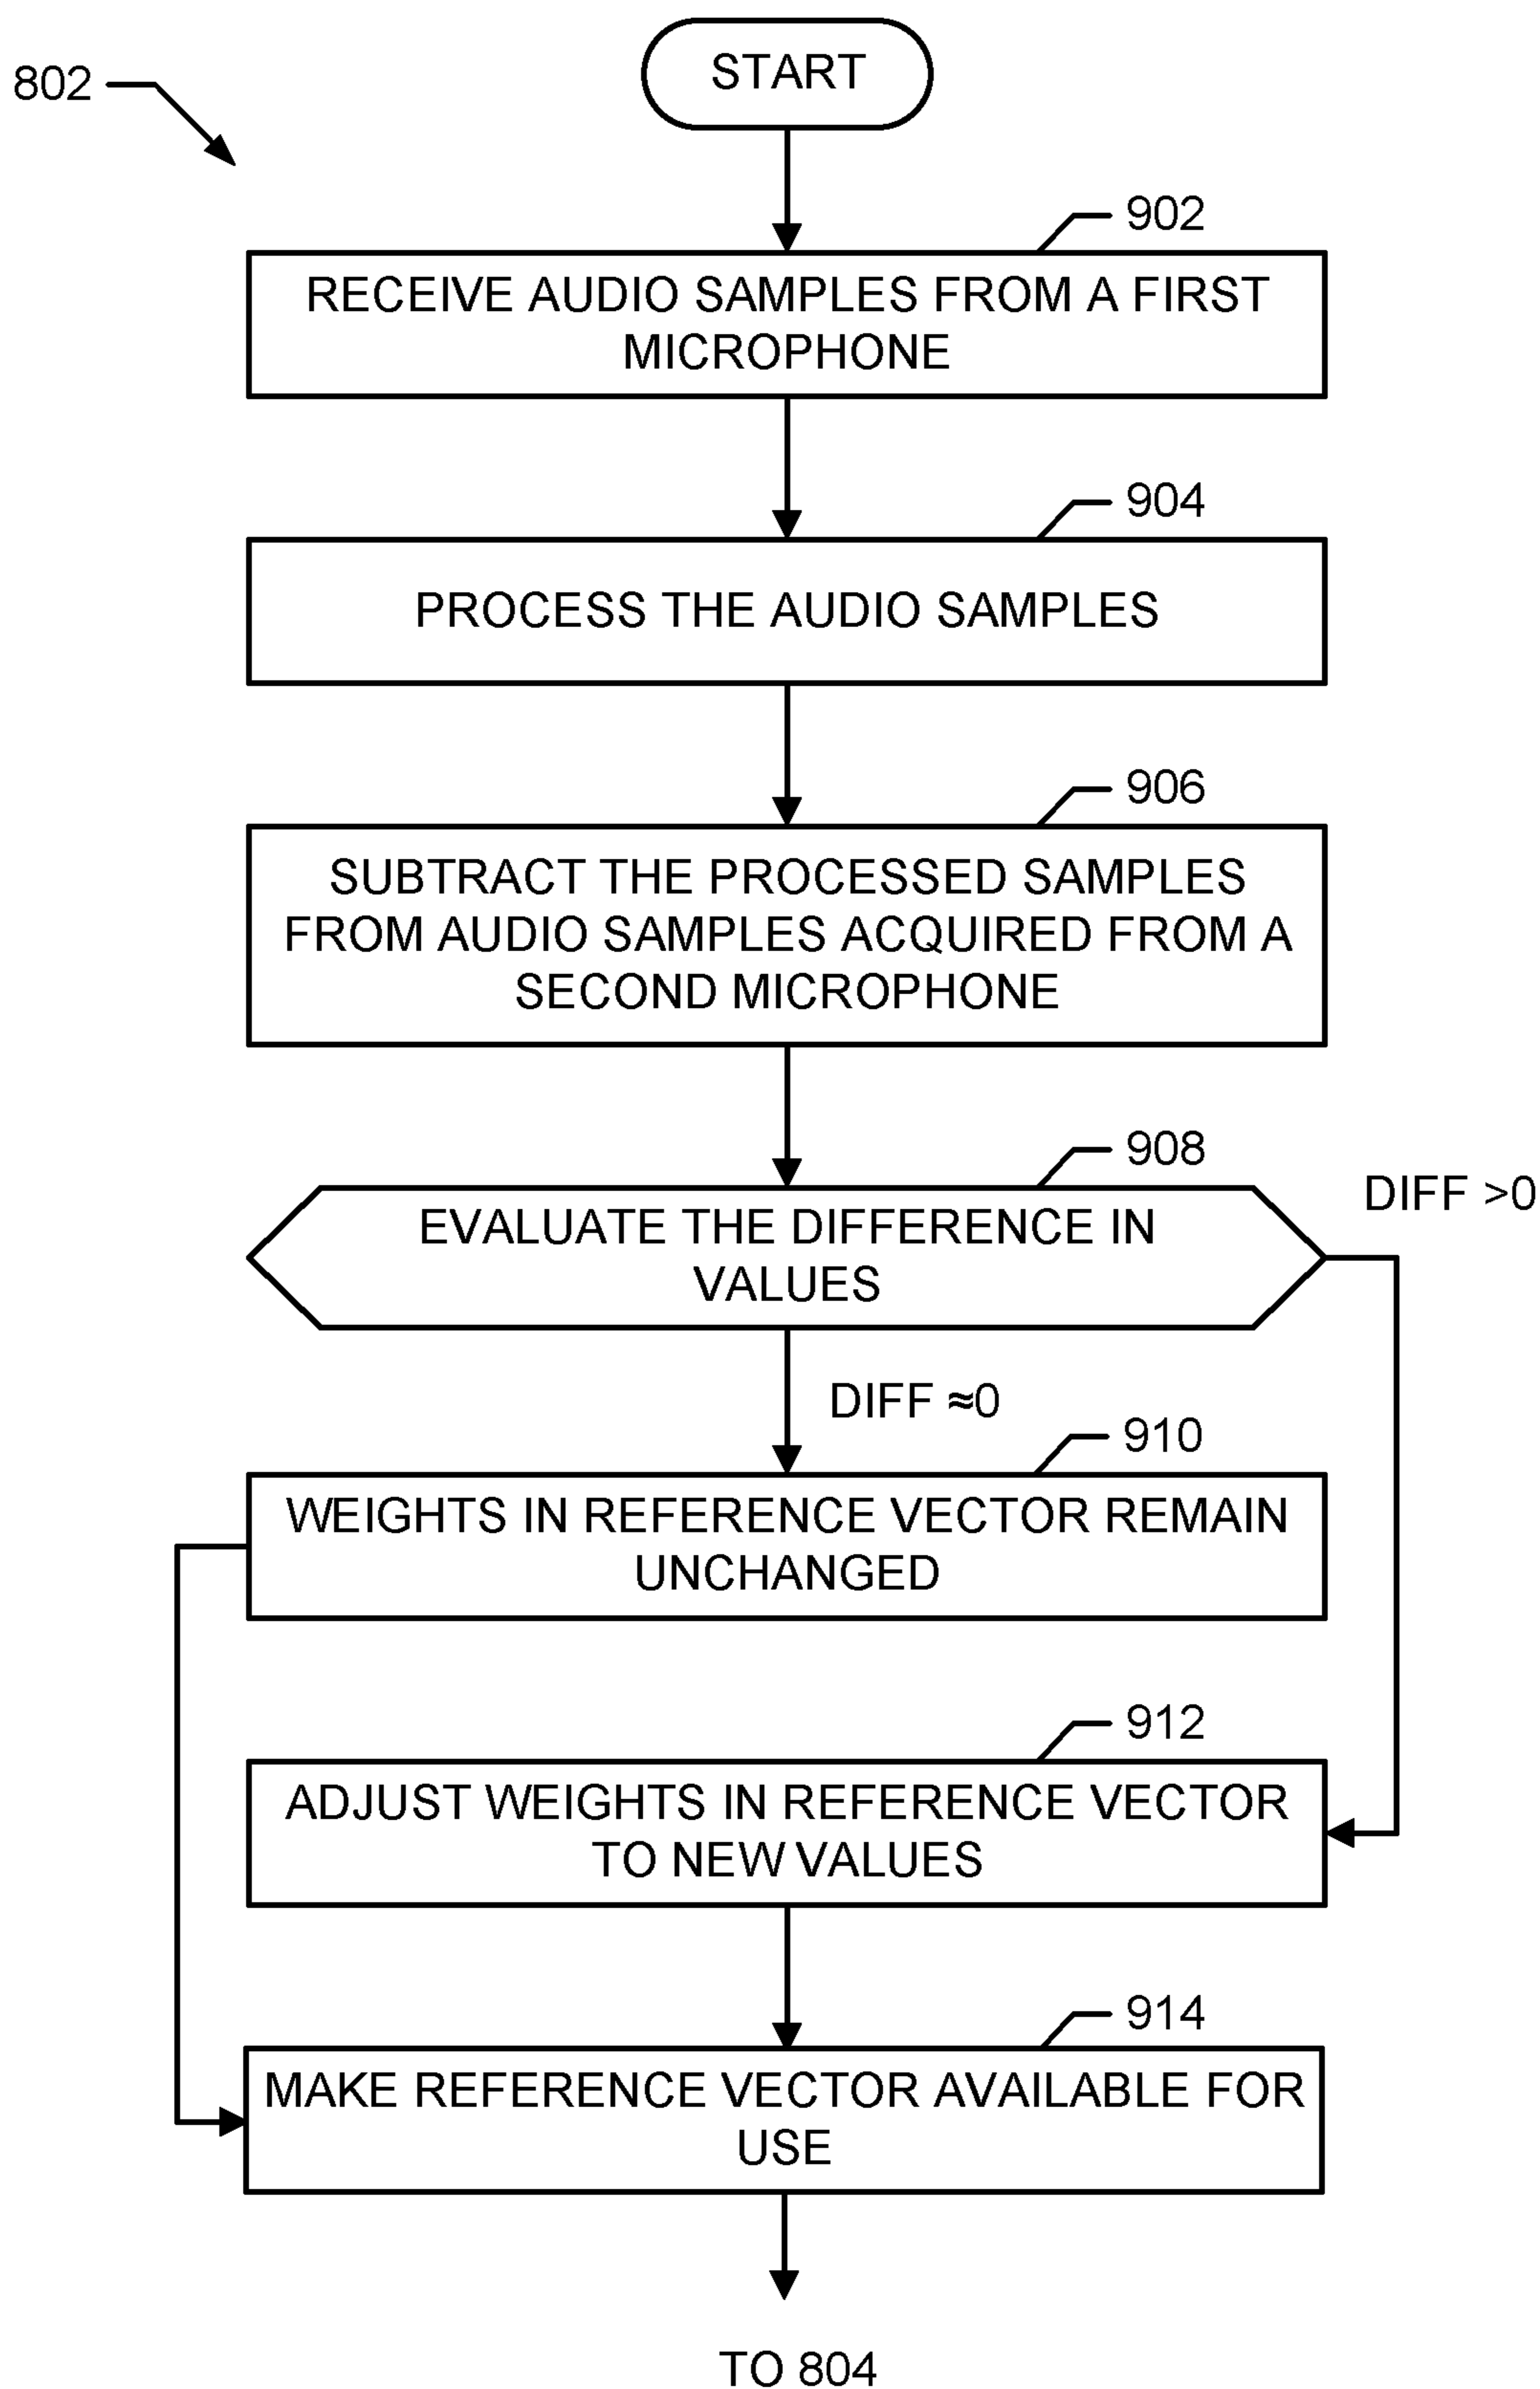 START
802
902
RECEIVE AUDIO SAMPLES FROM A FIRST
MICROPHONE
904
PROCESS THE AUDIO SAMPLES
906
SUBTRACT THE PROCESSED SAMPLES
FROM AUDIO SAMPLES ACQUIRED FROM A
SECOND MICROPHONE
908
DIFF >0
EVALUATE THE DIFFERENCE IN
VALUES
DIFF ≈0
910
WEIGHTS IN REFERENCE VECTOR REMAIN
UNCHANGED
912
ADJUST WEIGHTS IN REFERENCE VECTOR
TO NEW VALUES
914
MAKE REFERENCE VECTOR AVAILABLE FOR
USE
TO 804